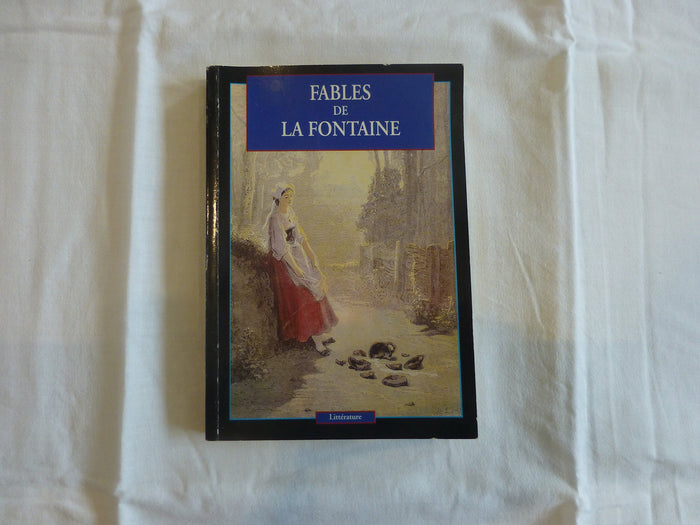 FABLES
DE
LA FONTAINE
Littérature